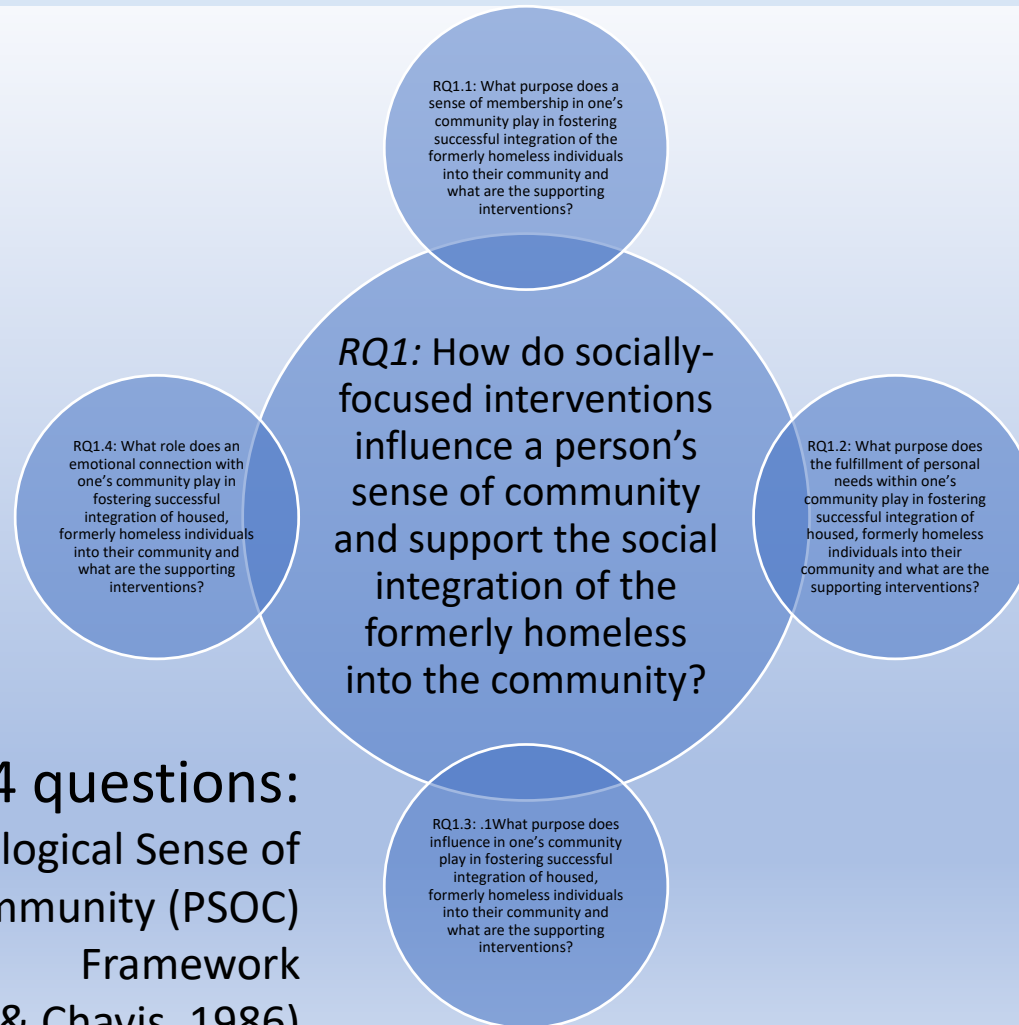 RQ1.1: What purpose does a
sense of membership in one’s
community play in fostering
successful integration of the
formerly homeless individuals
into their community and
what are the supporting
interventions?
RQ1: How do socially-
focused interventions
influence a person’s
sense of community
and support the social
integration of the
formerly homeless
into the community?
RQ1.4: What role does an
emotional connection with
one’s community play in
fostering successful
integration of housed,
formerly homeless individuals
into their community and
what are the supporting
interventions?
RQ1.2: What purpose does
the fulfillment of personal
needs within one’s
community play in fostering
successful integration of
housed, formerly homeless
individuals into their
community and what are the
supporting interventions?
RQ1.3: .1What purpose does
influence in one’s community
play in fostering successful
integration of housed,
formerly homeless individuals
into their community and
what are the supporting
interventions?
4 questions:
logical Sense of
mmunity (PSOC)
Framework
& Chavis, 1986)